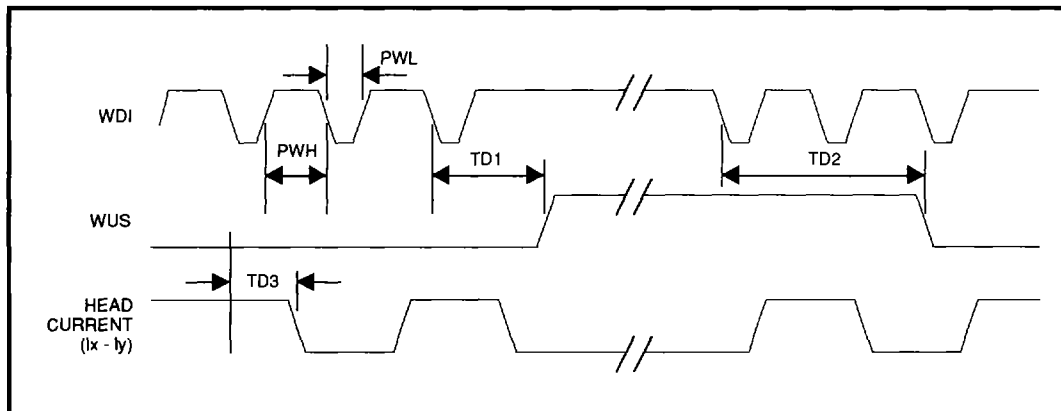 PWL
WDI
PWH
TD1
TD2
WUS
TD3
HEAD
CURRENT
(Ix - Iy)